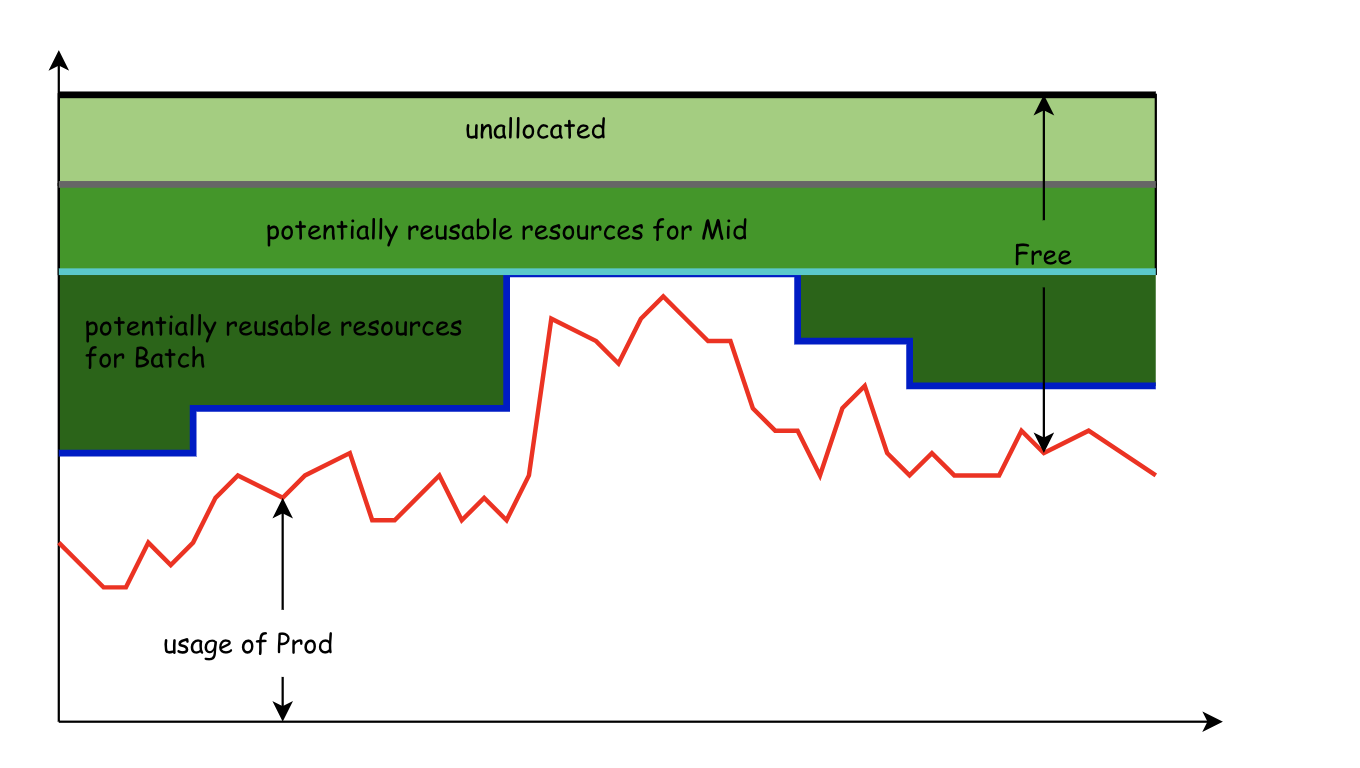 unallocated
potentially reusable resources for Mid
Free
potentially reusable resources
for Batch
usage of Prod